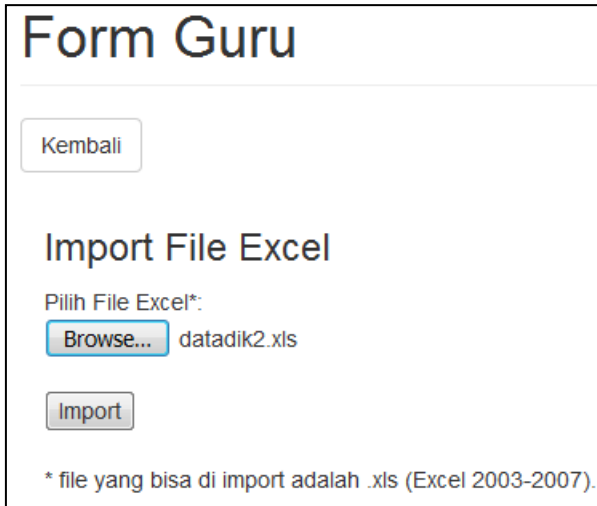 Form Guru
Kembali
Import File Excel
Pilih File Excel*:
Browse... datadik2.xls
Import
* file yang bisa di import adalah .xls (Excel 2003-2007).